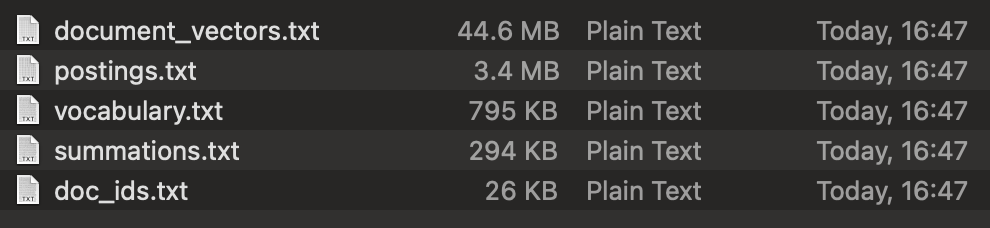 document_vectors.txt 44.6 MB Plain Text Today, 16:47
postings.txt 3.4 MB Plain Text Today, 16:47
vocabulary.txt 795 KB Plain Text Today, 16:47
summations.txt 294 KB Plain Text Today, 16:47
doc_ids.txt 26 KB Plain Text Today, 16:47